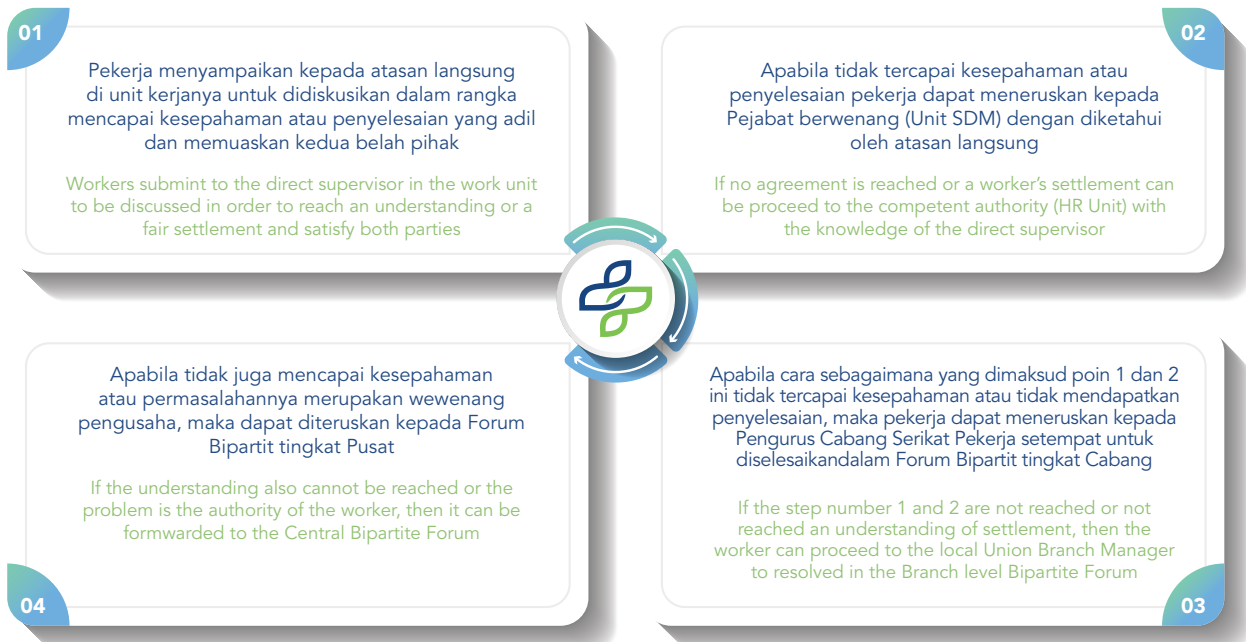 01
Pekerja menyampaikan kepada atasan langsung
di unit kerjanya untuk didiskusikan dalam rangka
mencapai kesepahaman atau penyelesaian yang adil
dan memuaskan kedua belah pihak
Workers submint to the direct supervisor in the work unit
to be discussed in order to reach an understanding or a
fair settlement and satisfy both parties
02
Apabila tidak tercapai kesepahaman atau
penyelesaian pekerja dapat meneruskan kepada
Pejabat berwenang (Unit SDM) dengan diketahui
oleh atasan langsung
If no agreement is reached or a worker's settlement can
be proceed to the competent authority (HR Unit) with
the knowledge of the direct supervisor
03
Apabila cara sebagaimana yang dimaksud poin 1 dan 2
ini tidak tercapai kesepahaman atau tidak mendapatkan
penyelesaian, maka pekerja dapat meneruskan kepada
Pengurus Cabang Serikat Pekerja setempat untuk
diselesaikandalam Forum Bipartit tingkat Cabang
If the step number 1 and 2 are not reached or not
reached an understanding of settlement, then the
worker can proceed to the local Union Branch Manager
to resolved in the Branch level Bipartite Forum
04
Apabila tidak juga mencapai kesepahaman
atau permasalahannya merupakan wewenang
pengusaha, maka dapat diteruskan kepada Forum
Bipartit tingkat Pusat
If the understanding also cannot be reached or the
problem is the authority of the worker, then it can be
formwarded to the Central Bipartite Forum